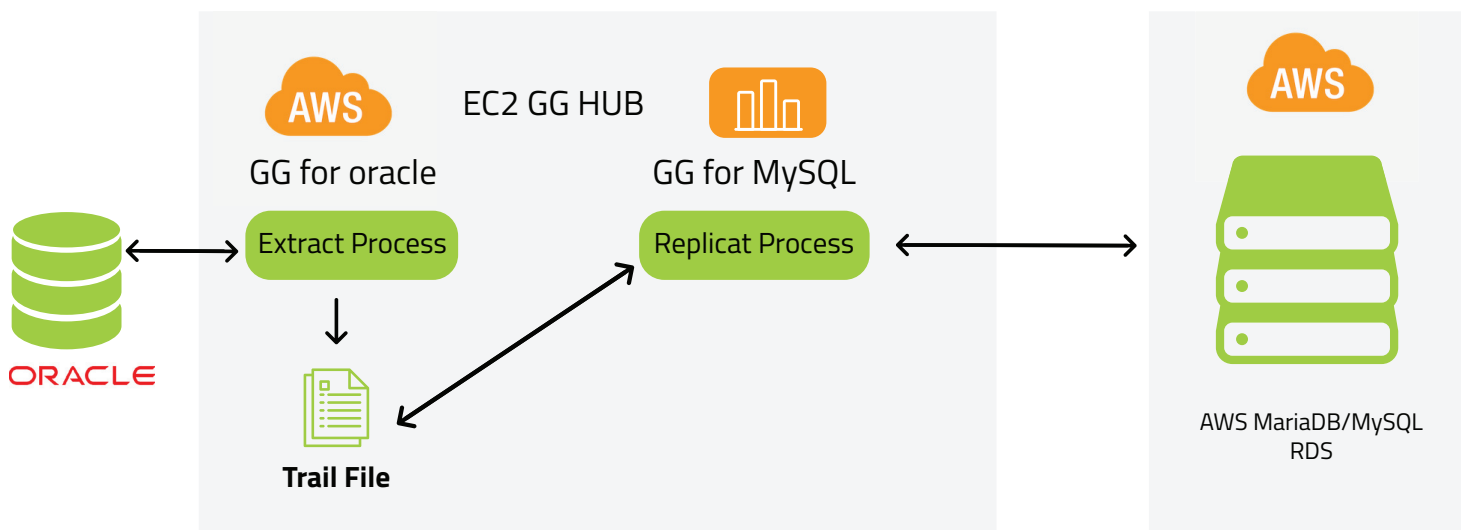 AWS
EC2 GG HUB
AWS
GG for oracle
GG for MySQL
Extract Process
Replicat Process
ORACLE
Trail File
AWS MariaDB/MySQL
RDS